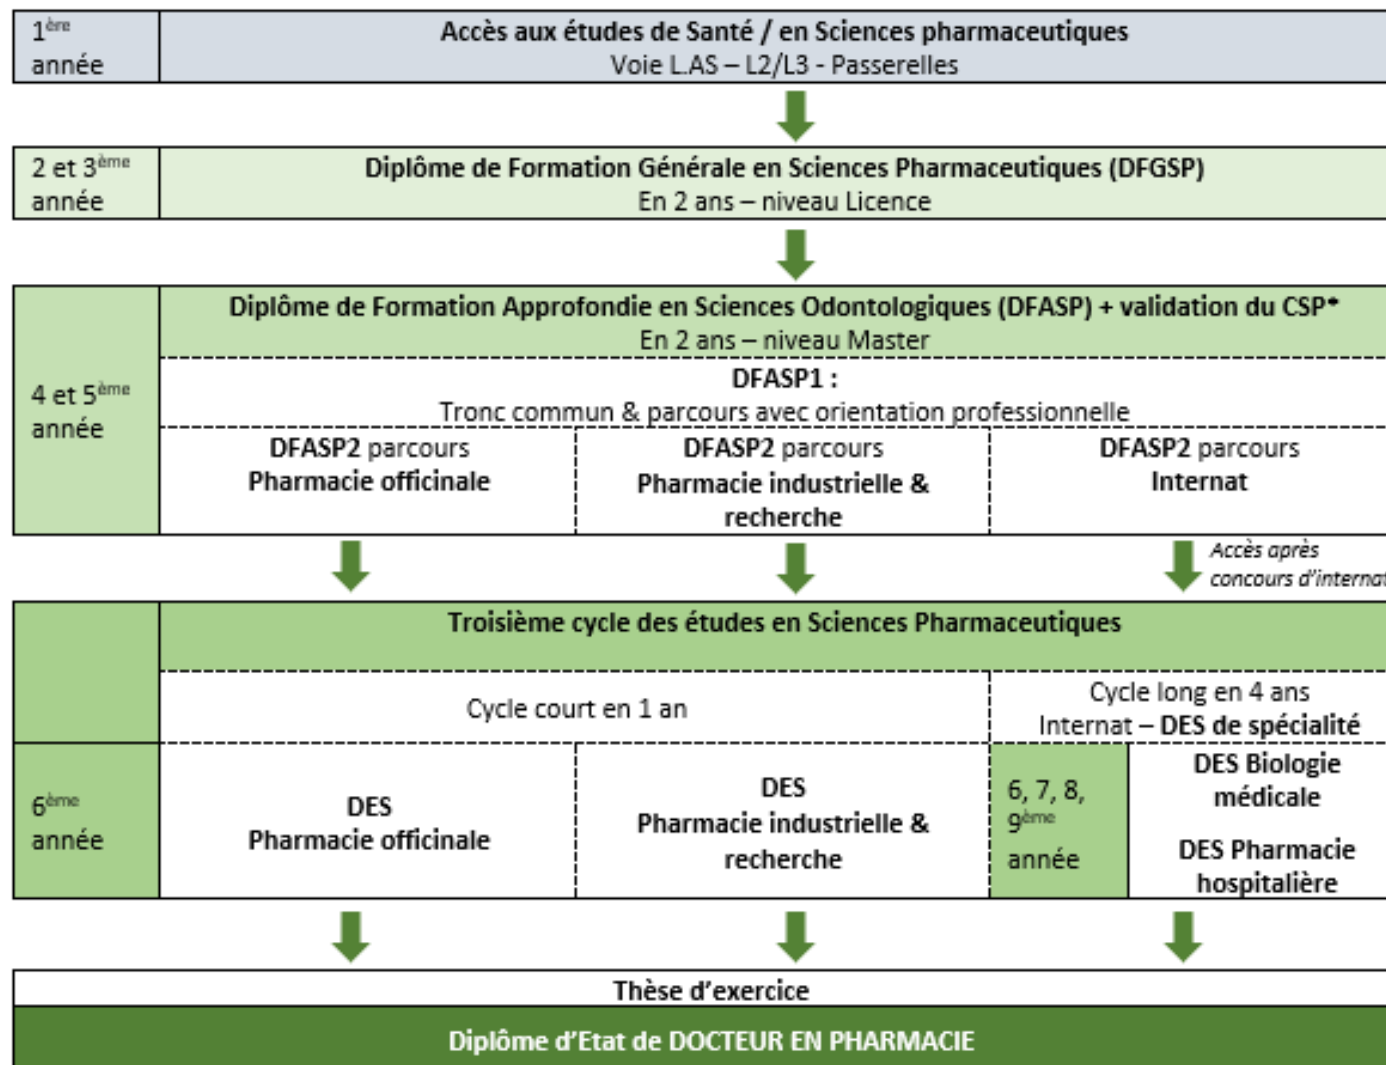 1ère
année
Accès aux études de Santé / en Sciences pharmaceutiques
Voie L.AS – L2/L3 - Passerelles
2 et 3ème
année
Diplôme de Formation Générale en Sciences Pharmaceutiques (DFGSP)
En 2 ans – niveau Licence
4 et 5ème
année
Diplôme de Formation Approfondie en Sciences Odontologiques (DFASP) + validation du CSP*
En 2 ans – niveau Master
DFASP1 :
Tronc commun & parcours avec orientation professionnelle
DFASP2 parcours
Pharmacie officinale
DFASP2 parcours
Pharmacie industrielle &
recherche
DFASP2 parcours
Internat
Accès après
concours d'internat
Troisième cycle des études en Sciences Pharmaceutiques
Cycle court en 1 an
Cycle long en 4 ans
Internat – DES de spécialité
6ème
année
DES
Pharmacie officinale
DES
Pharmacie industrielle &
recherche
6, 7, 8,
9ème
année
DES Biologie
médicale
DES Pharmacie
hospitalière
Thèse d'exercice
Diplôme d'Etat de DOCTEUR EN PHARMACIE